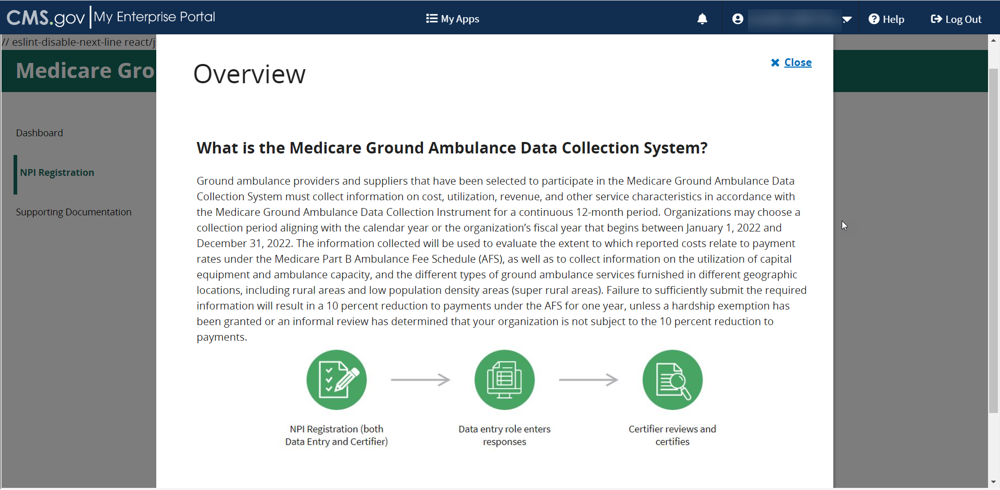 CMS.gov My Enterprise Portal
My Apps
Help
Log Out
// eslint-disable-next-line react/j
Medicare Gro
Dashboard
NPI Registration
Supporting Documentation
Overview
Close
What is the Medicare Ground Ambulance Data Collection System?
Ground ambulance providers and suppliers that have been selected to participate in the Medicare Ground Ambulance Data
Collection System must collect information on cost, utilization, revenue, and other service characteristics in accordance with
the Medicare Ground Ambulance Data Collection Instrument for a continuous 12-month period. Organizations may choose a
collection period aligning with the calendar year or the organization’s fiscal year that begins between January 1, 2022 and
December 31, 2022. The information collected will be used to evaluate the extent to which reported costs relate to payment
rates under the Medicare Part B Ambulance Fee Schedule (AFS), as well as to collect information on the utilization of capital
equipment and ambulance capacity, and the different types of ground ambulance services furnished in different geographic
locations, including rural areas and low population density areas (super rural areas). Failure to sufficiently submit the required
information will result in a 10 percent reduction to payments under the AFS for one year, unless a hardship exemption has
been granted or an informal review has determined that your organization is not subject to the 10 percent reduction to
payments.
NPI Registration (both
Data Entry and Certifier)
Data entry role enters
responses
Certifier reviews and
certifies